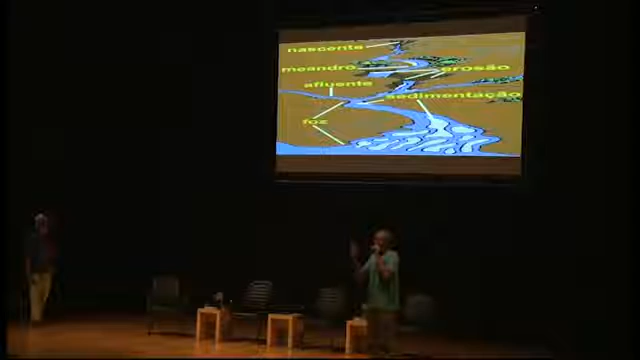 nascente
meandro
erosão
afluente
sedimentação
foz